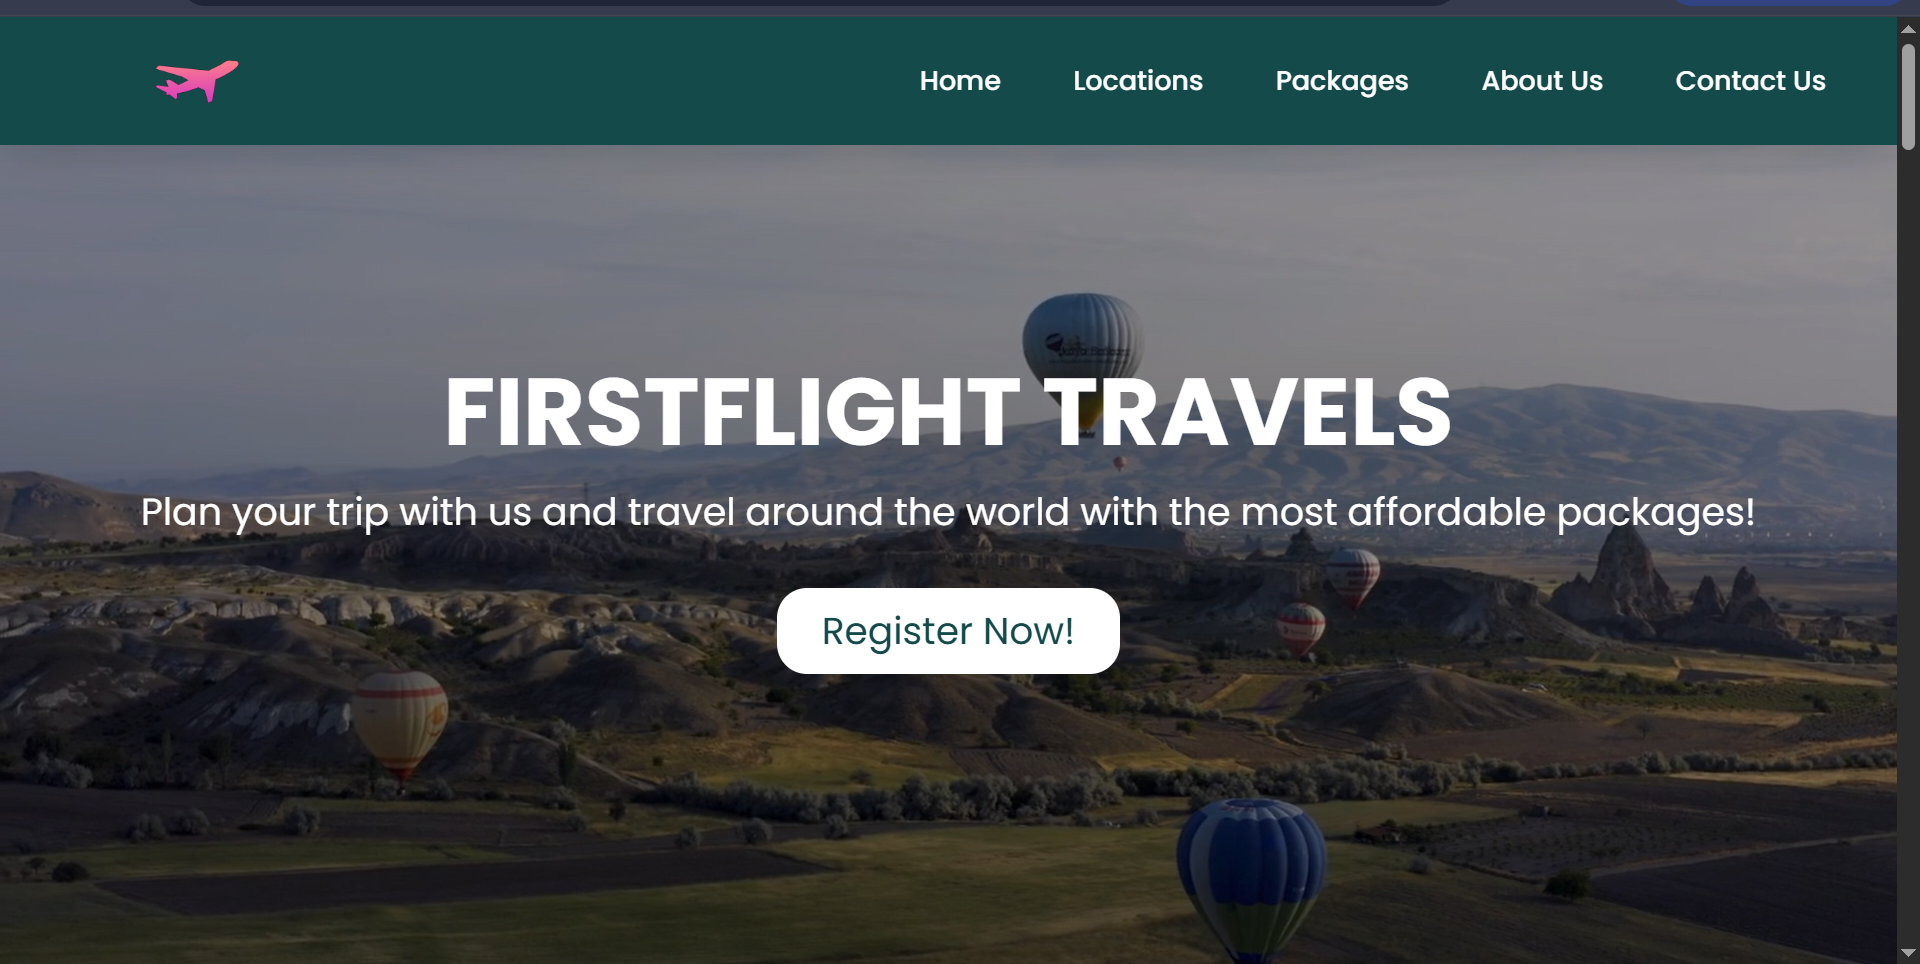 Home Locations Packages About Us Contact Us
FIRSTFLIGHT TRAVELS
Plan your trip with us and travel around the world with the most affordable packages!
Register Now!